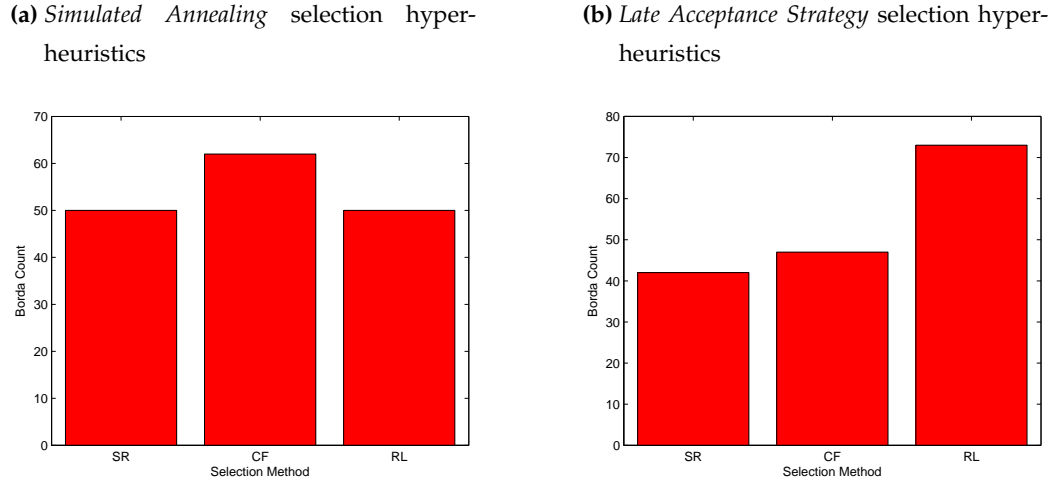 (a) Simulated Annealing selection hyper-
heuristics
70
60
50
40
30
20
10
0
Borda Count
SR CF RL
Selection Method
(b) Late Acceptance Strategy selection hyper-
heuristics
80
70
60
50
40
30
20
10
0
Borda Count
SR CF RL
Selection Method